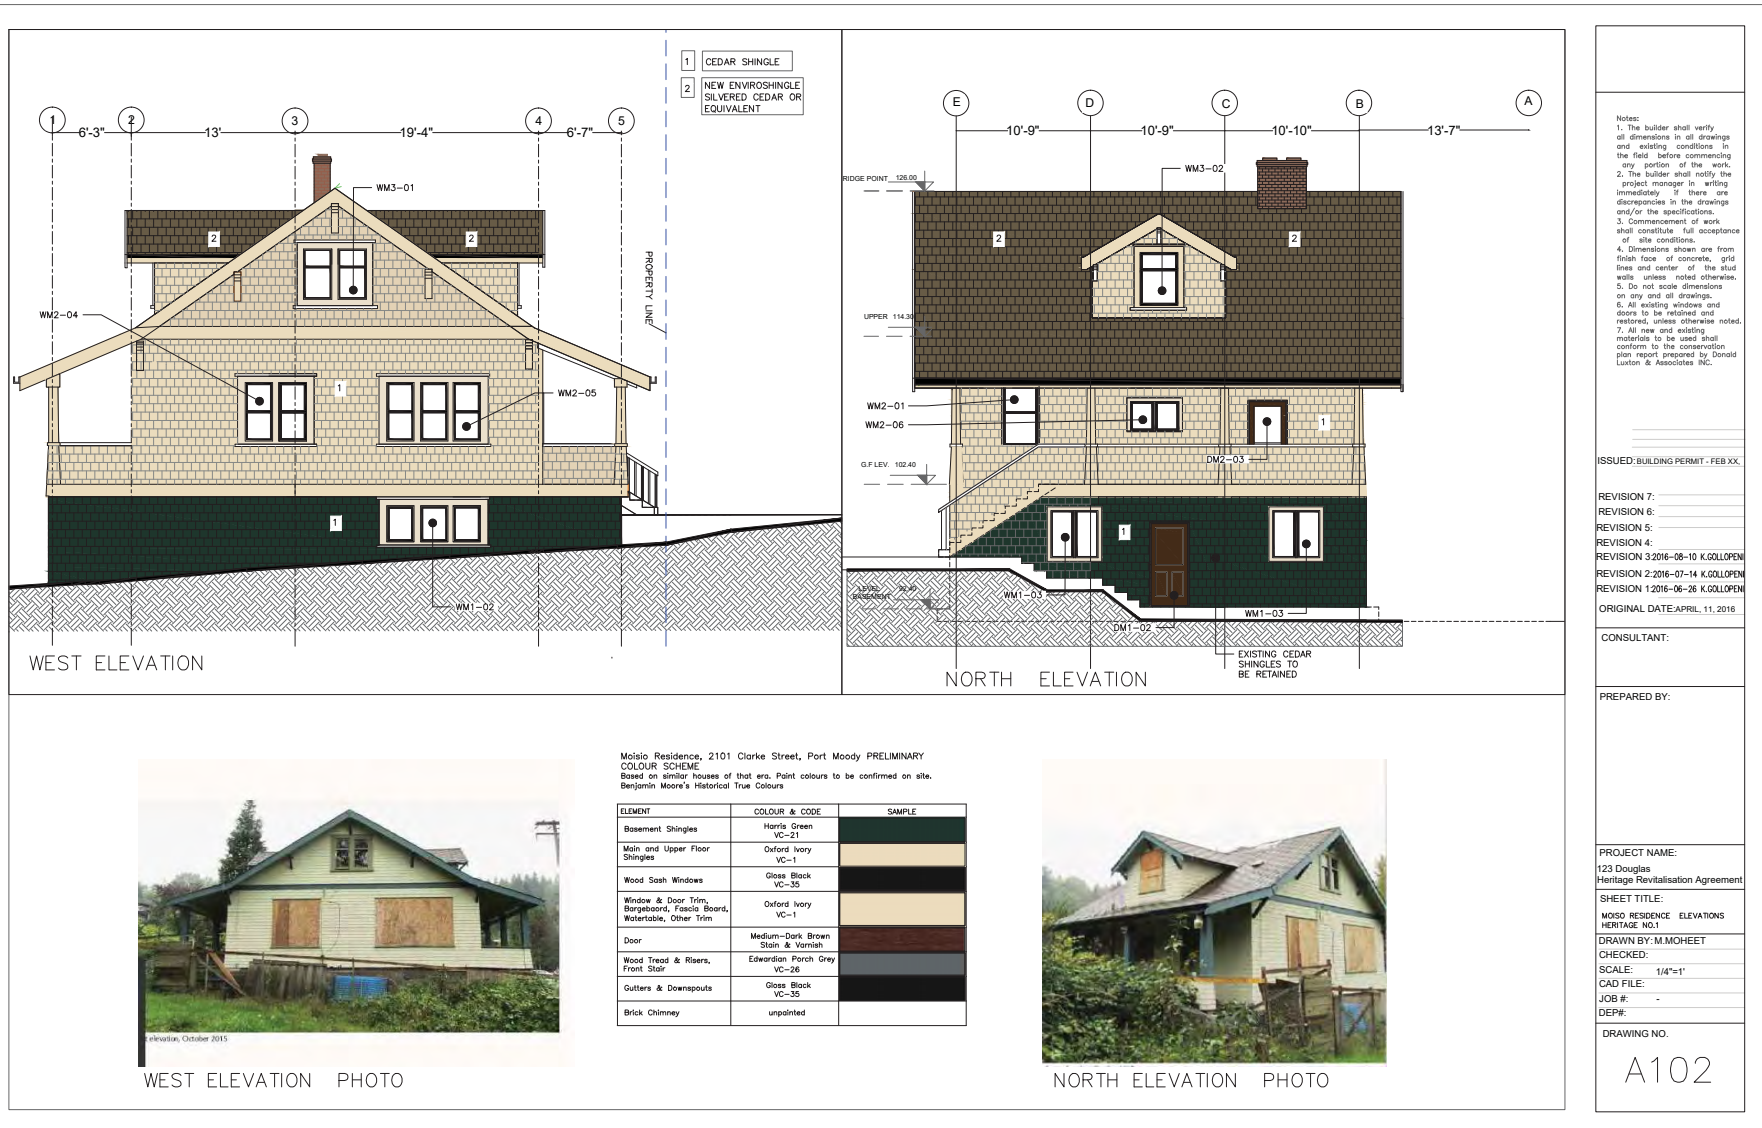 1 CEDAR SHINGLE
2 NEW ENVIROSHINGLE
SILVERED CEDAR OR
EQUIVALENT
1 2 3 4 5
6'-3" 13' 19'-4" 6'-7"
WM3-01
2 2
PROPERTY LINE
WM2-04
1
WM2-05
1
WM1-02
WEST ELEVATION
E D C B A
10'-9" 10'-9" 10'-10" 13'-7"
WM3-02
RIDGE POINT 126.00
2 2
UPPER 114.30
WM2-01
WM2-06
1
DM2-03
G.F LEV. 102.40
1
LEVEL 92.40
BASEMENT
WM1-03
WM1-03
DM1-02
EXISTING CEDAR
SHINGLES TO
BE RETAINED
NORTH ELEVATION
Moisio Residence, 2101 Clarke Street, Port Moody PRELIMINARY
COLOUR SCHEME
Based on similar houses of that era. Paint colours to be confirmed on site.
Benjamin Moore's Historical True Colours
ELEMENT COLOUR & CODE SAMPLE
Basement Shingles Harris Green
VC-21
Main and Upper Floor Oxford Ivory
Shingles VC-1
Wood Sash Windows Gloss Black
VC-35
Window & Door Trim,
Bargeboard, Fascia Board, Oxford Ivory
Watertable, Other Trim VC-1
Door Medium-Dark Brown
Stain & Varnish
Wood Tread & Risers, Edwardian Porch Grey
Front Stair VC-26
Gutters & Downspouts Gloss Black
VC-35
Brick Chimney unpainted
t elevation, October 2015
WEST ELEVATION PHOTO
NORTH ELEVATION PHOTO
Notes:
1. The builder shall verify
all dimensions in all drawings
and existing conditions in
the field before commencing
any portion of the work.
2. The builder shall notify the
project manager in writing
immediately if there are
discrepancies in the drawings
and/or the specifications.
3. Commencement of work
shall constitute full acceptance
of site conditions.
4. Dimensions shown are from
finish face of concrete, grid
lines and center of the stud
walls unless noted otherwise.
5. Do not scale dimensions
on any and all drawings.
6. All existing windows and
doors to be retained and
restored, unless otherwise noted.
7. All new and existing
materials to be used shall
conform to the conservation
plan report prepared by Donald
Luxton & Associates INC.
ISSUED: BUILDING PERMIT - FEB XX,
REVISION 7:
REVISION 6:
REVISION 5:
REVISION 4:
REVISION 3:2016-08-10 K.GOLLOPENI
REVISION 2:2016-07-14 K.GOLLOPENI
REVISION 1:2016-06-26 K.GOLLOPENI
ORIGINAL DATE:APRIL, 11, 2016
CONSULTANT:
PREPARED BY:
PROJECT NAME:
123 Douglas
Heritage Revitalisation Agreement
SHEET TITLE:
MOISO RESIDENCE ELEVATIONS
HERITAGE NO.1
DRAWN BY: M.MOHEET
CHECKED:
SCALE: 1/4"=1'
CAD FILE:
JOB #: -
DEP#:
DRAWING NO.
A102